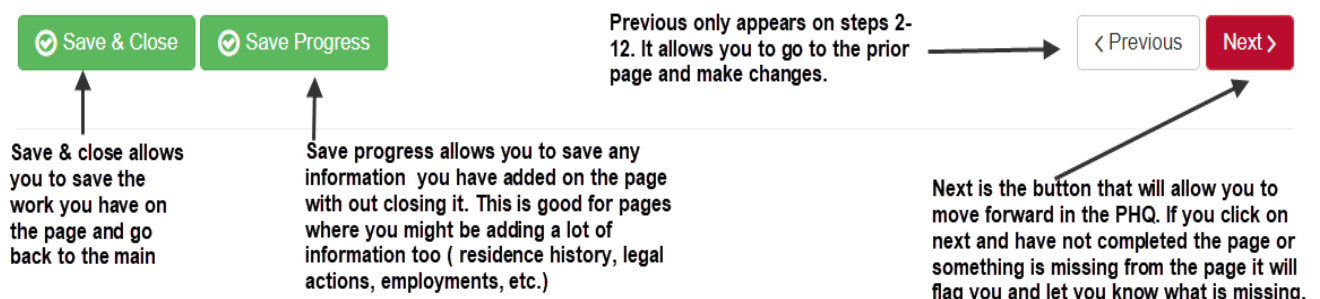 Save & Close
Save Progress
Previous only appears on steps 2-
12. It allows you to go to the prior
page and make changes.
Previous
Next
Save & close allows
you to save the
work you have on
the page and go
back to the main
Save progress allows you to save any
information you have added on the page
with out closing it. This is good for pages
where you might be adding a lot of
information too ( residence history, legal
actions, employments, etc.)
Next is the button that will allow you to
move forward in the PHQ. If you click on
next and have not completed the page or
something is missing from the page it will
flag you and let you know what is missing.